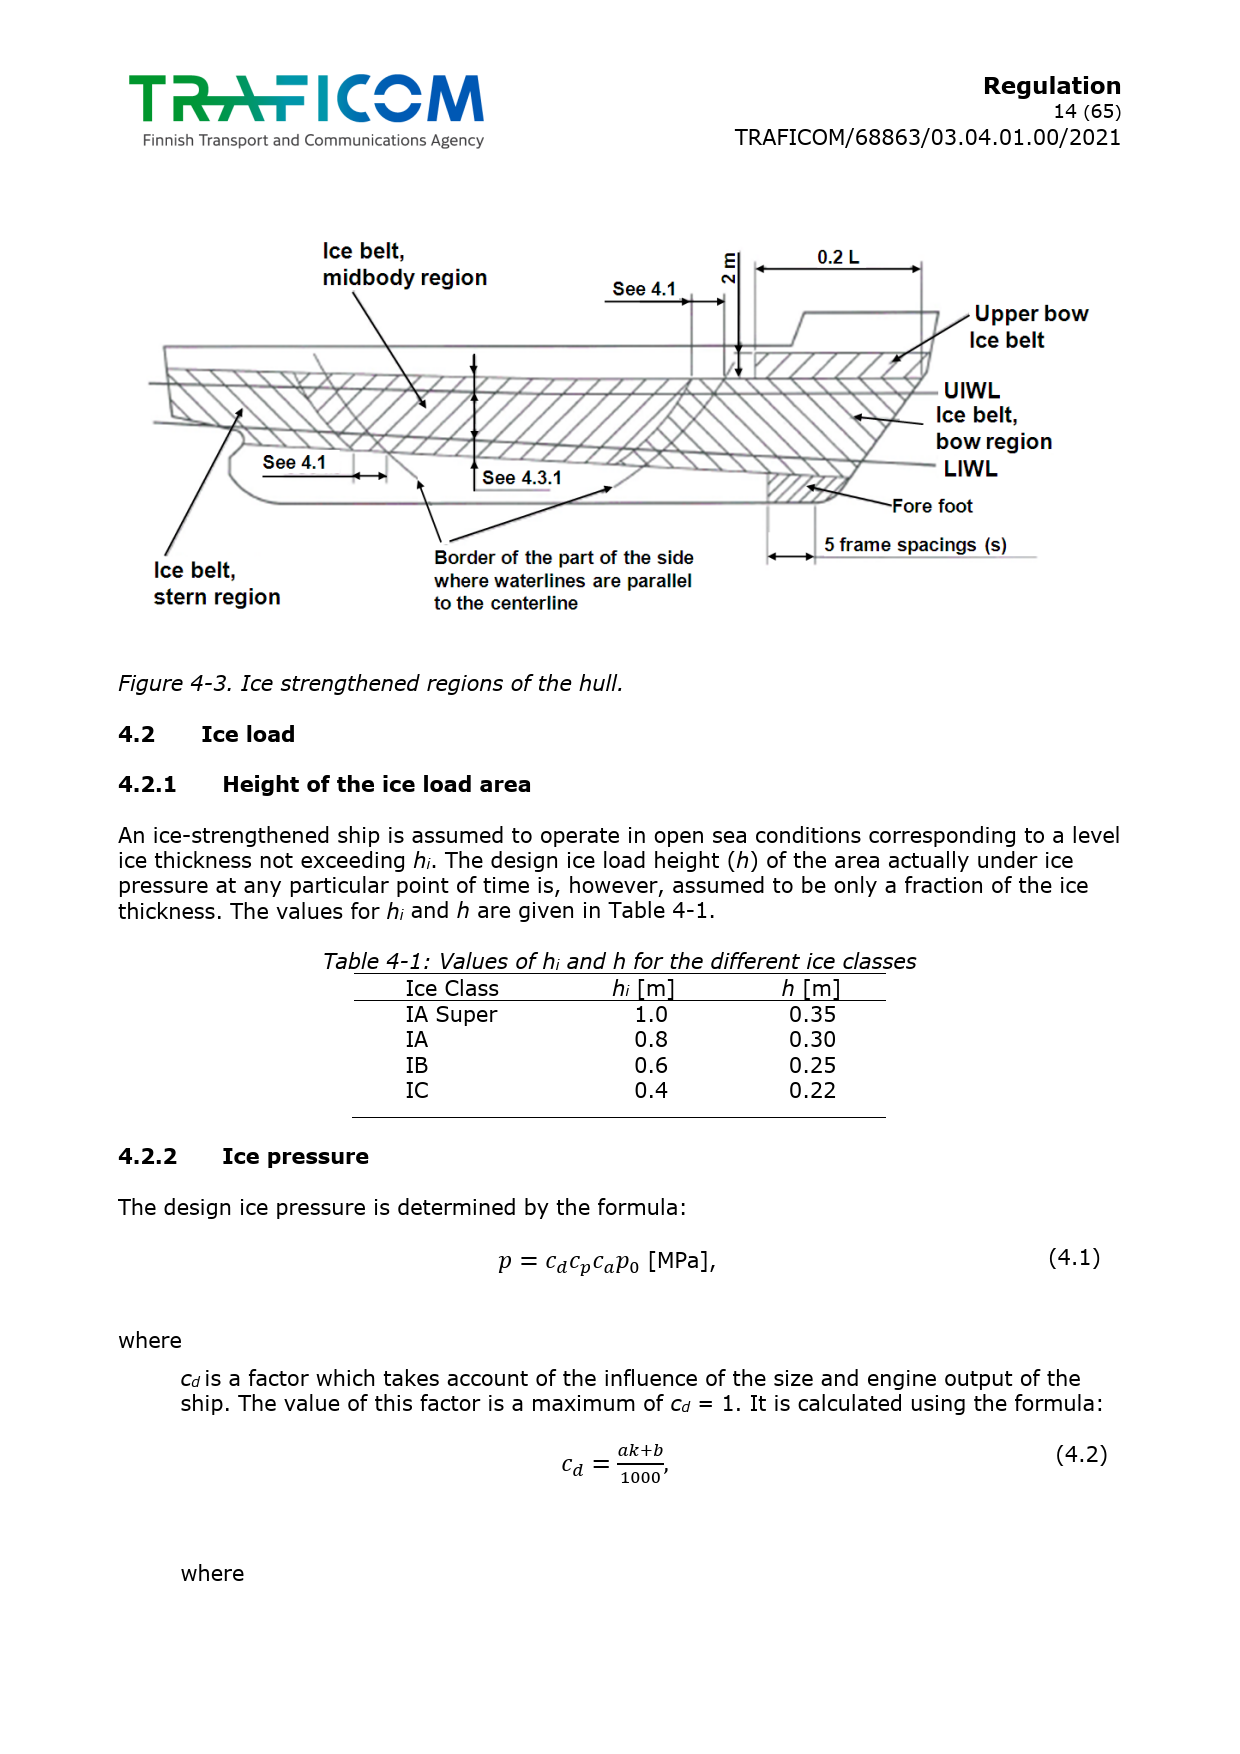 TRAFICOM
Finnish Transport and Communications Agency
Regulation
14 (65)
TRAFICOM/68863/03.04.01.00/2021
Ice belt,
midbody region
See 4.1
2 m
0.2 L
Upper bow
Ice belt
UIWL
Ice belt,
bow region
LIWL
See 4.1
See 4.3.1
Fore foot
5 frame spacings (s)
Border of the part of the side
where waterlines are parallel
to the centerline
Ice belt,
stern region
Figure 4-3. Ice strengthened regions of the hull.
4.2 Ice load
4.2.1 Height of the ice load area
An ice-strengthened ship is assumed to operate in open sea conditions corresponding to a level
ice thickness not exceeding hi. The design ice load height (h) of the area actually under ice
pressure at any particular point of time is, however, assumed to be only a fraction of the ice
thickness. The values for hi and h are given in Table 4-1.
Table 4-1: Values of hi and h for the different ice classes
Ice Class hi [m] h [m]
IA Super 1.0 0.35
IA 0.8 0.30
IB 0.6 0.25
IC 0.4 0.22
4.2.2 Ice pressure
The design ice pressure is determined by the formula:
p = cdcpcap0 [MPa], (4.1)
where
cd is a factor which takes account of the influence of the size and engine output of the
ship. The value of this factor is a maximum of cd = 1. It is calculated using the formula:
cd = ak+b/1000, (4.2)
where